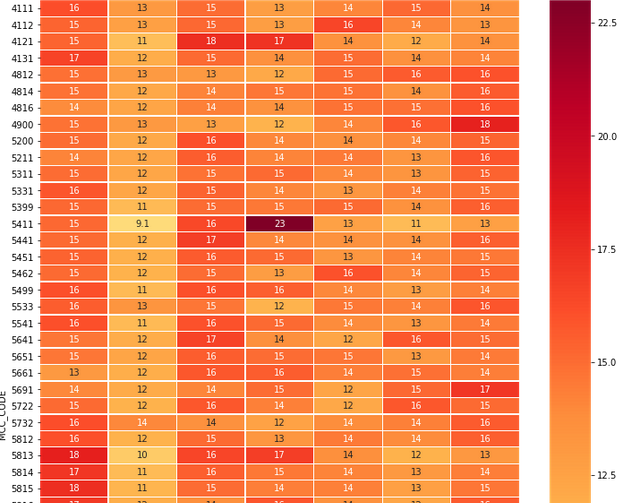 4111 16 13 15 13 14 15 14
4112 15 13 15 13 16 14 13
4121 15 11 18 17 14 12 14
4131 17 12 15 14 15 14 14
4812 15 13 13 12 15 16 16
4814 15 12 14 15 15 14 16
4816 14 12 14 14 15 15 16
4900 15 13 13 12 14 16 18
5200 15 12 16 14 14 14 15
5211 14 12 16 14 14 13 16
5311 15 12 15 15 14 13 15
5331 16 12 15 14 13 14 15
5399 15 11 15 15 15 14 16
5411 15 9.1 16 23 13 11 13
5441 15 12 17 14 14 14 16
5451 15 12 16 15 13 14 15
5462 15 12 15 13 16 14 15
5499 16 11 16 16 14 13 14
5533 16 13 15 12 15 14 16
5541 16 11 16 15 14 13 14
5641 15 12 17 14 12 16 15
5651 15 12 16 15 15 13 14
5661 13 12 16 16 14 15 14
5691 14 12 14 15 12 15 17
5722 15 12 16 14 12 16 15
5732 16 14 14 12 14 14 16
5812 16 12 15 13 14 14 16
5813 18 10 16 17 14 12 13
5814 17 11 16 15 14 13 14
5815 18 11 15 14 14 13 15
MCC_CODE
22.5
20.0
17.5
15.0
12.5